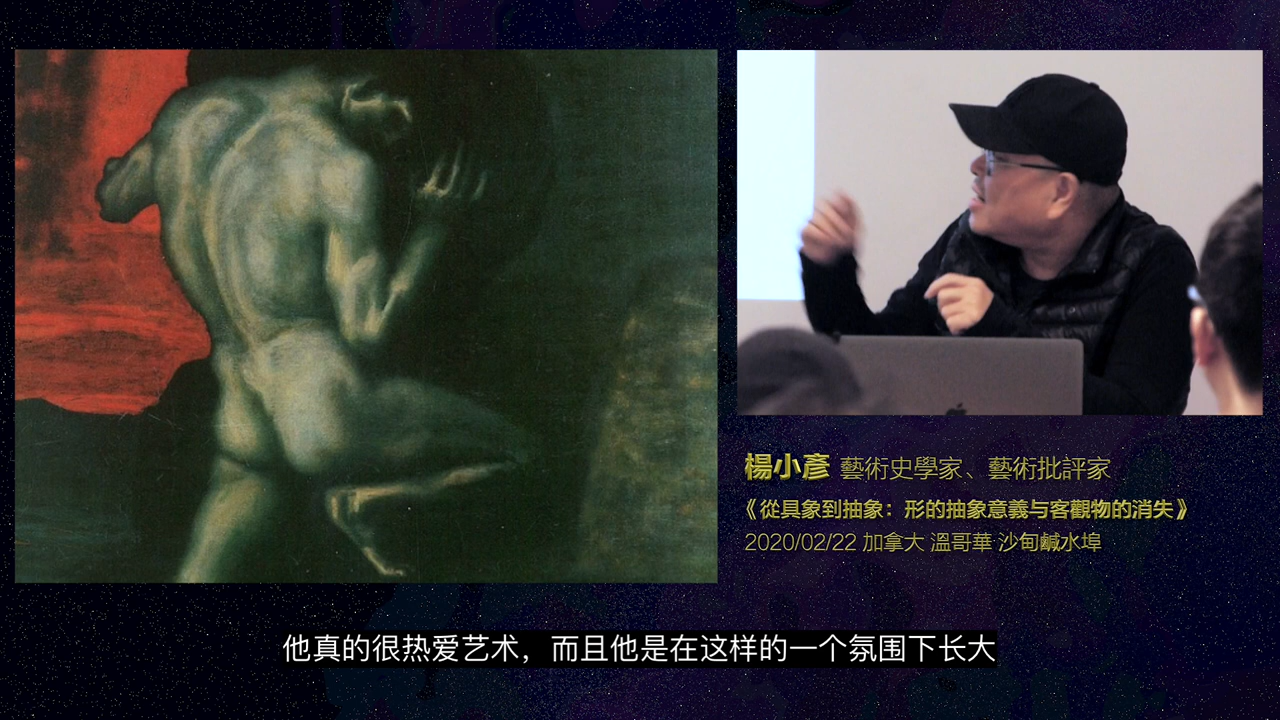 楊小彥 藝術史學家、藝術批評家
《從具象到抽象：形的抽象意義与客觀物的消失》
2020/02/22 加拿大 溫哥華 沙甸鹹水埠
他真的很热爱艺术，而且他是在这样的一个氛围下长大